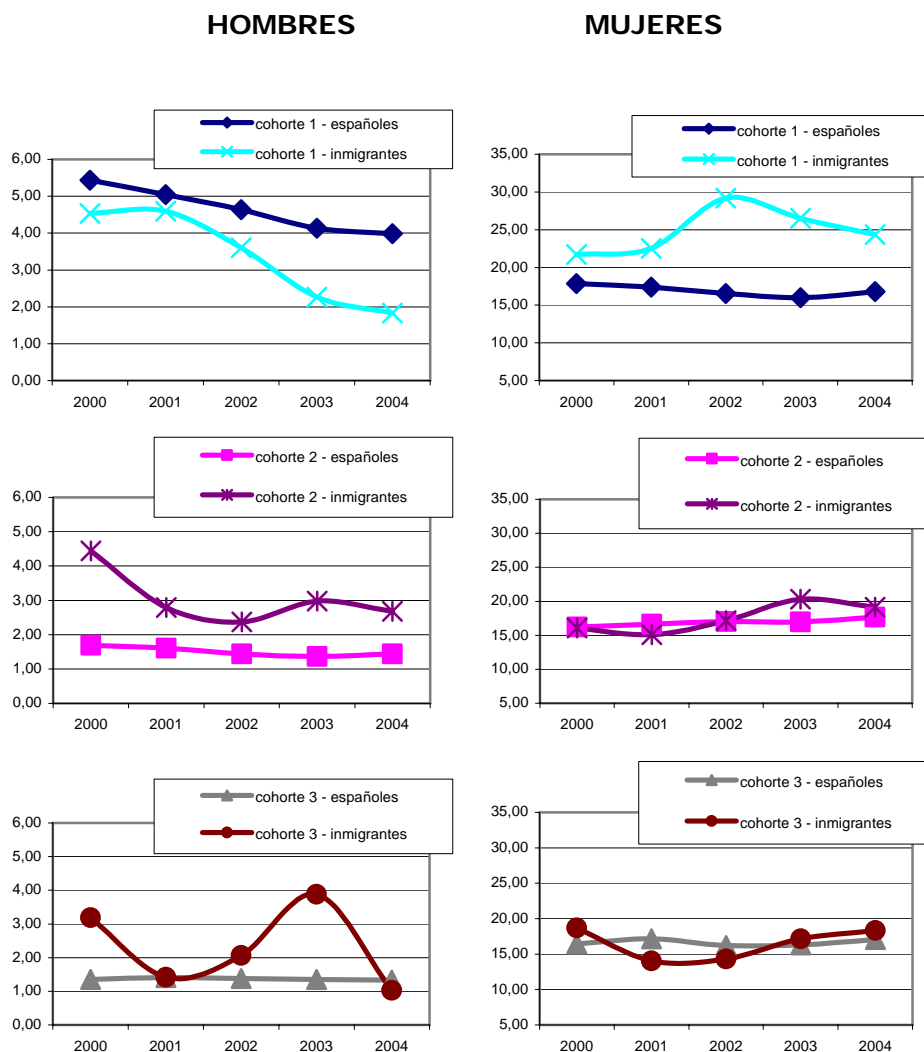 HOMBRES
MUJERES
cohorte 1 - españoles
cohorte 1 - inmigrantes
6,00
5,00
4,00
3,00
2,00
1,00
0,00
2000 2001 2002 2003 2004
cohorte 1 - españoles
cohorte 1 - inmigrantes
35,00
30,00
25,00
20,00
15,00
10,00
5,00
2000 2001 2002 2003 2004
cohorte 2 - españoles
cohorte 2 - inmigrantes
6,00
5,00
4,00
3,00
2,00
1,00
0,00
2000 2001 2002 2003 2004
cohorte 2 - españoles
cohorte 2 - inmigrantes
35,00
30,00
25,00
20,00
15,00
10,00
5,00
2000 2001 2002 2003 2004
cohorte 3 - españoles
cohorte 3 - inmigrantes
6,00
5,00
4,00
3,00
2,00
1,00
0,00
2000 2001 2002 2003 2004
cohorte 3 - españoles
cohorte 3 - inmigrantes
35,00
30,00
25,00
20,00
15,00
10,00
5,00
2000 2001 2002 2003 2004